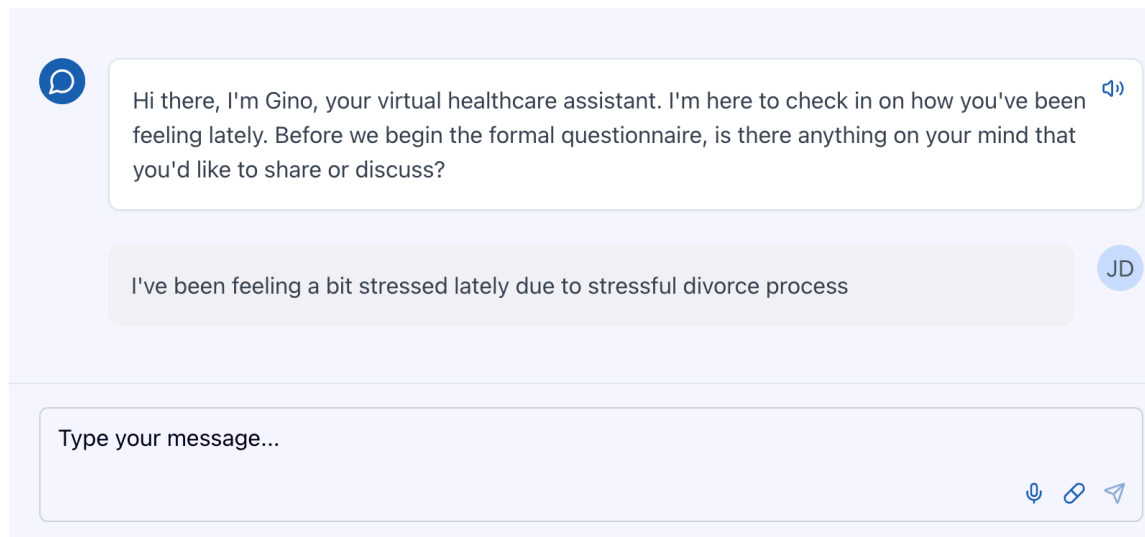 Hi there, I'm Gino, your virtual healthcare assistant. I'm here to check in on how you've been
feeling lately. Before we begin the formal questionnaire, is there anything on your mind that
you'd like to share or discuss?
I've been feeling a bit stressed lately due to stressful divorce process
JD
Type your message...